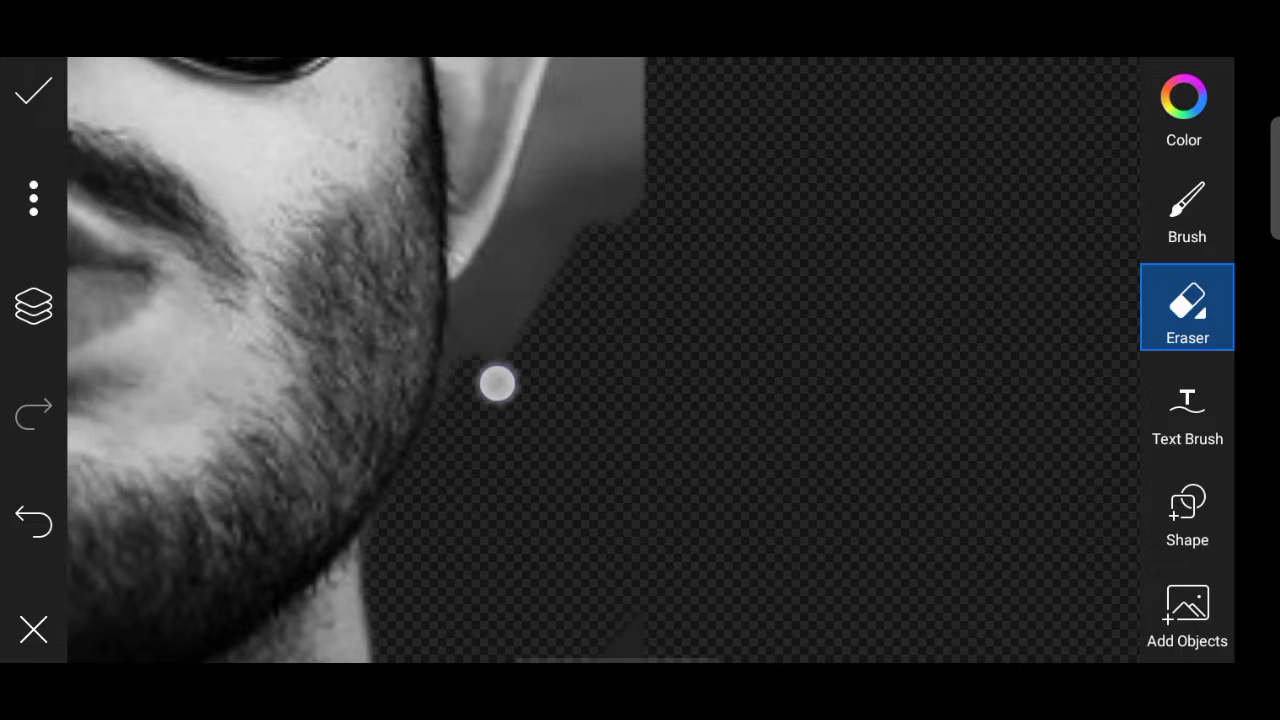 Color
Brush
Eraser
Text Brush
Shape
Add Objects